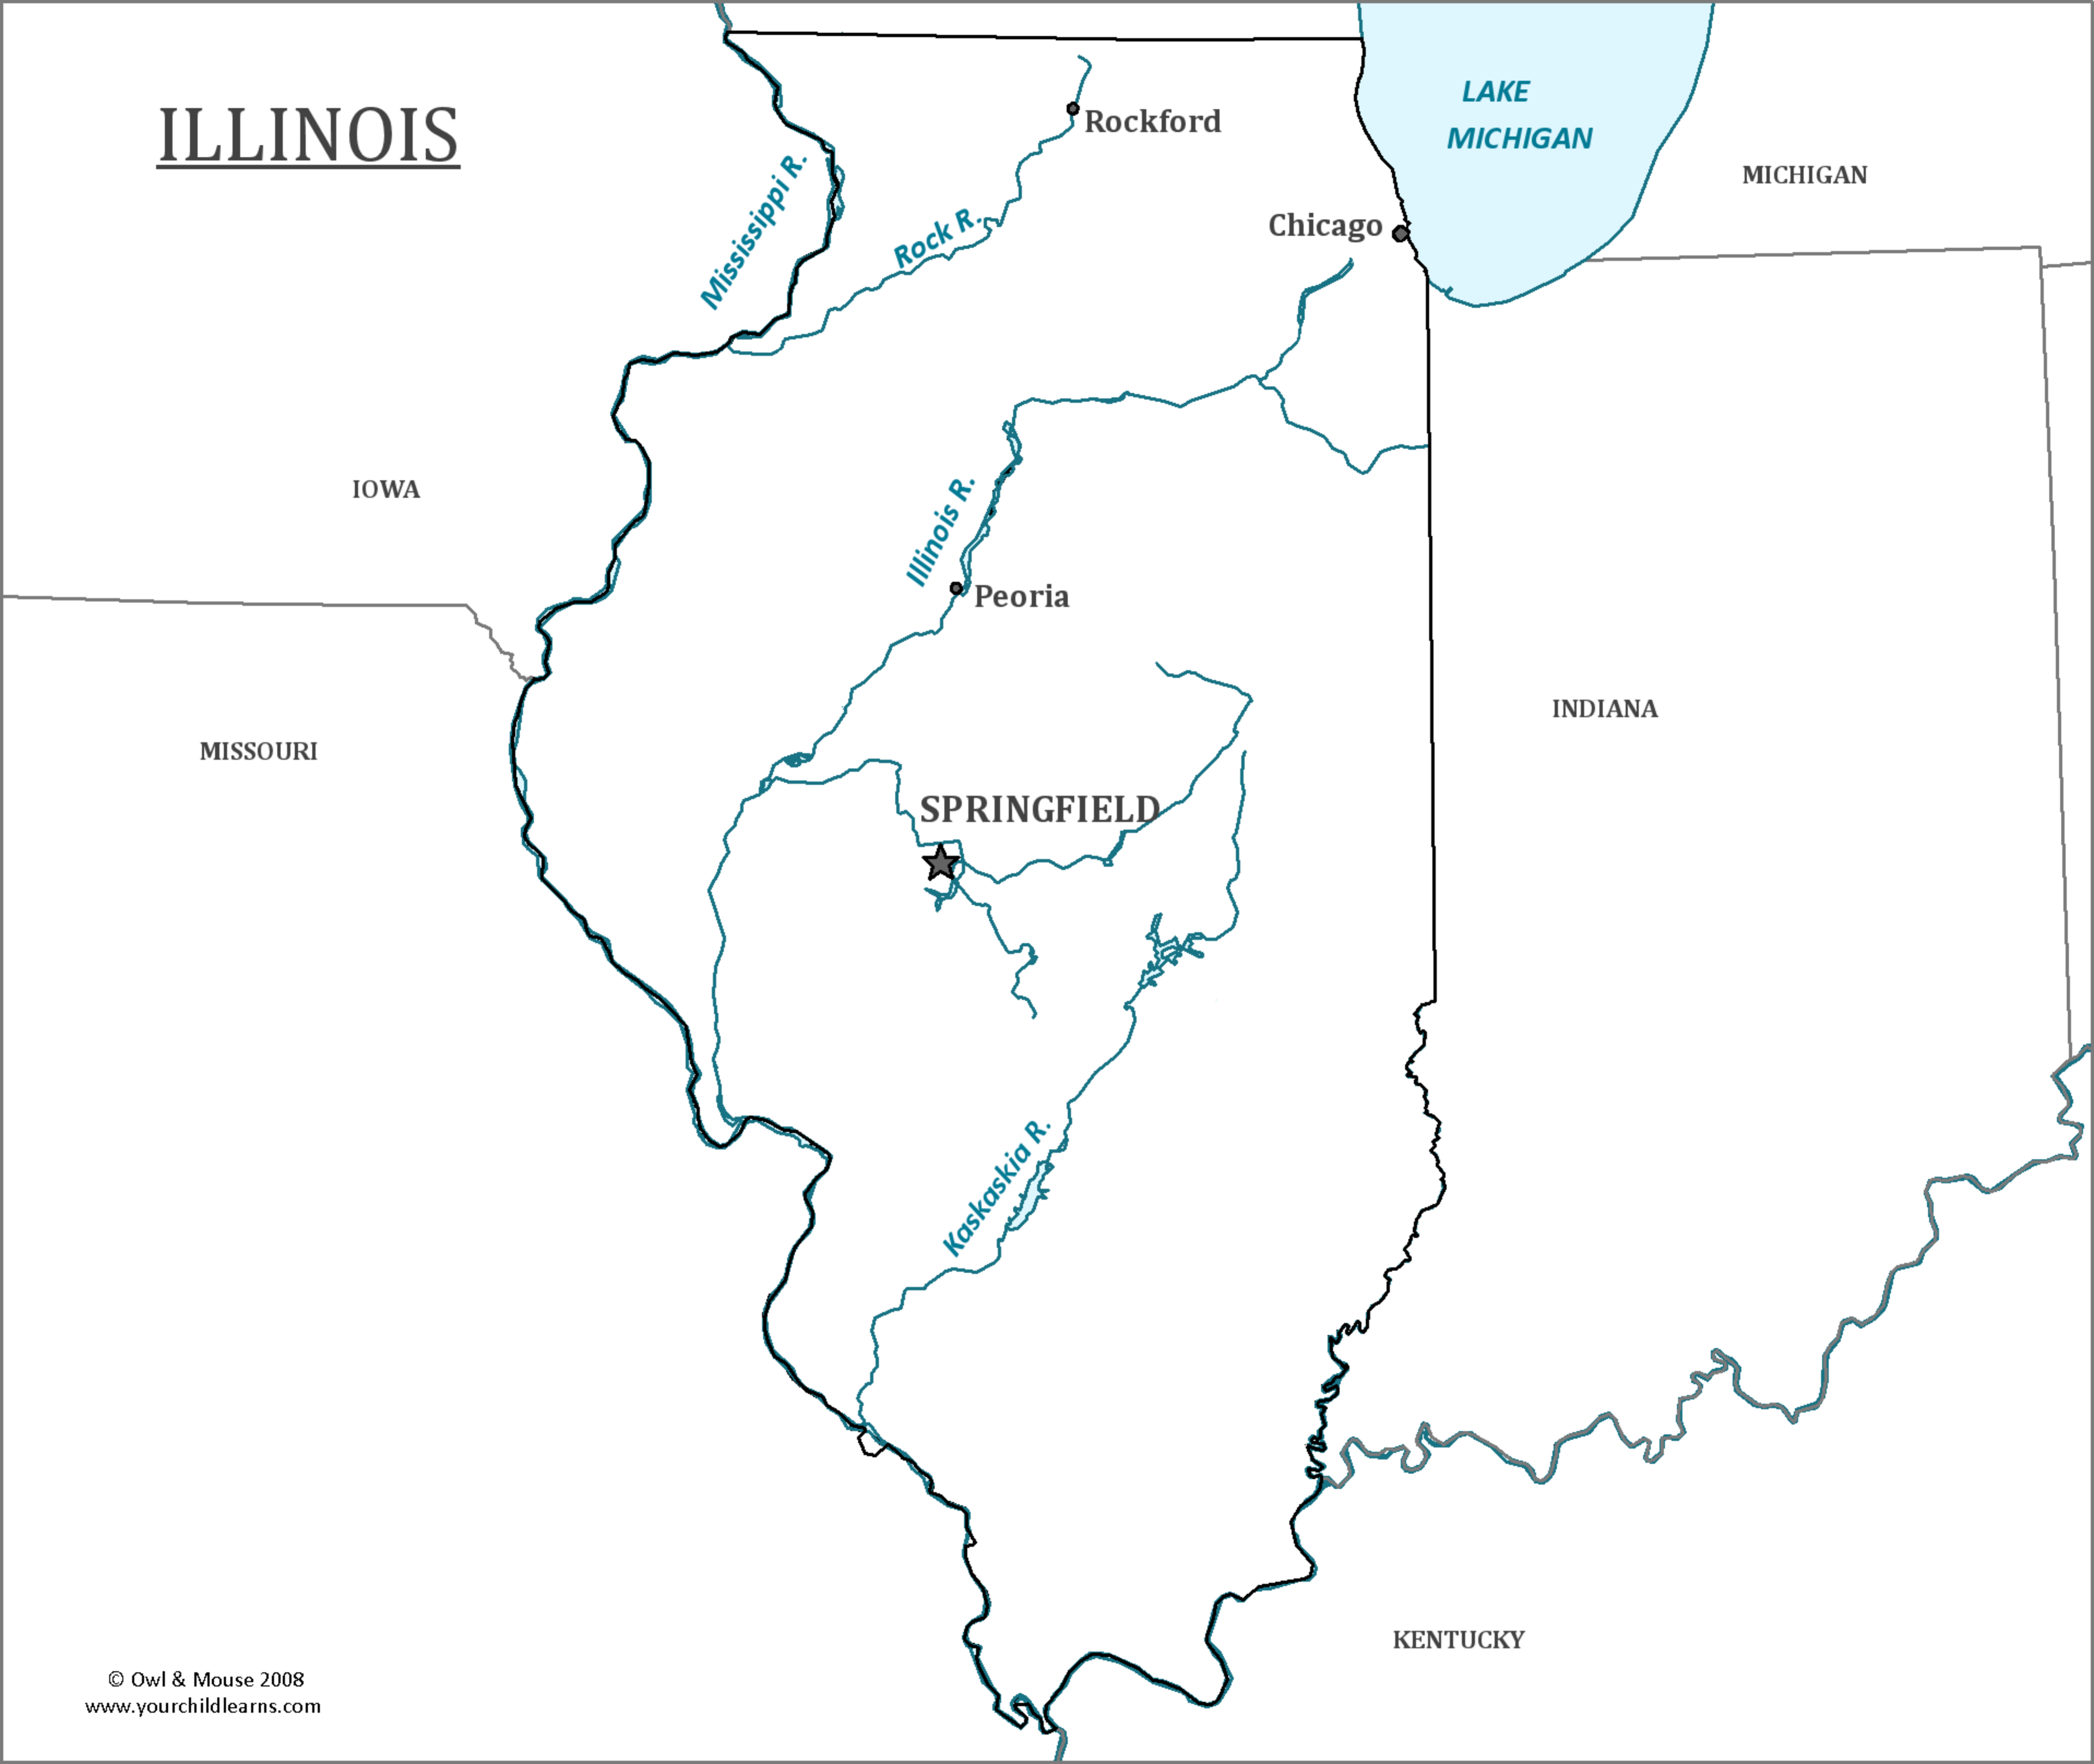 ILLINOIS
LAKE
MICHIGAN
Rockford
MICHIGAN
Mississippi R.
Rock R.
Chicago
IOWA
Illinois R.
Peoria
INDIANA
MISSOURI
SPRINGFIELD
Kaskaskia R.
KENTUCKY
© Owl & Mouse 2008
www.yourchildlearns.com